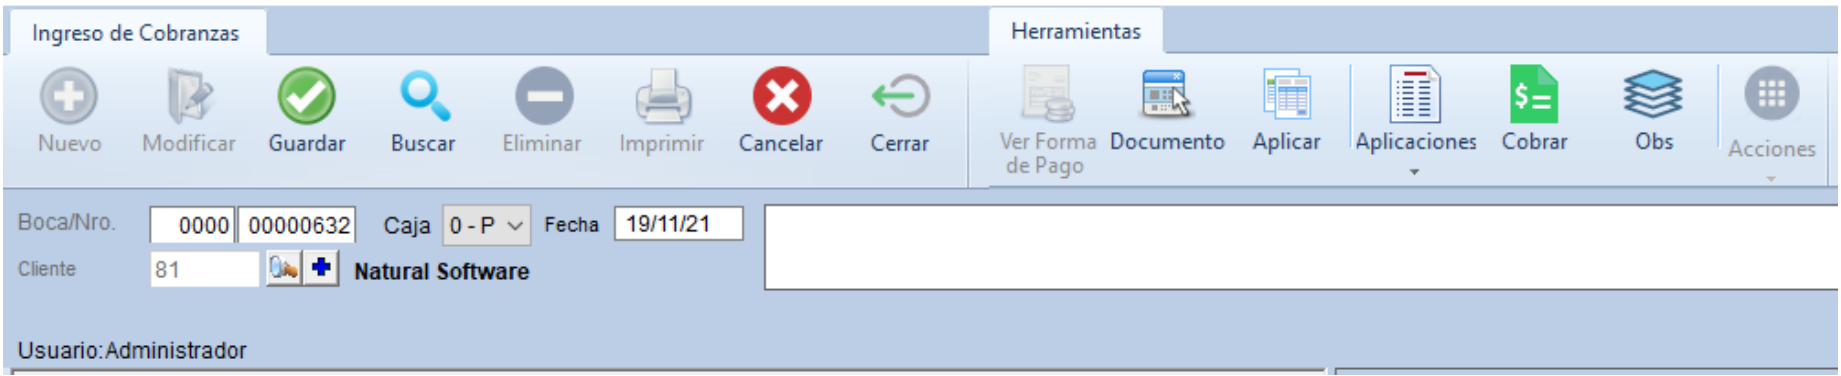 Ingreso de Cobranzas
Herramientas
Nuevo Modificar Guardar Buscar Eliminar Imprimir Cancelar Cerrar
Ver Forma de Pago Documento Aplicar Aplicaciones $= Cobrar Obs Acciones
Boca/Nro. 0000 00000632 Caja 0 - P Fecha 19/11/21
Cliente 81 Natural Software
Usuario:Administrador